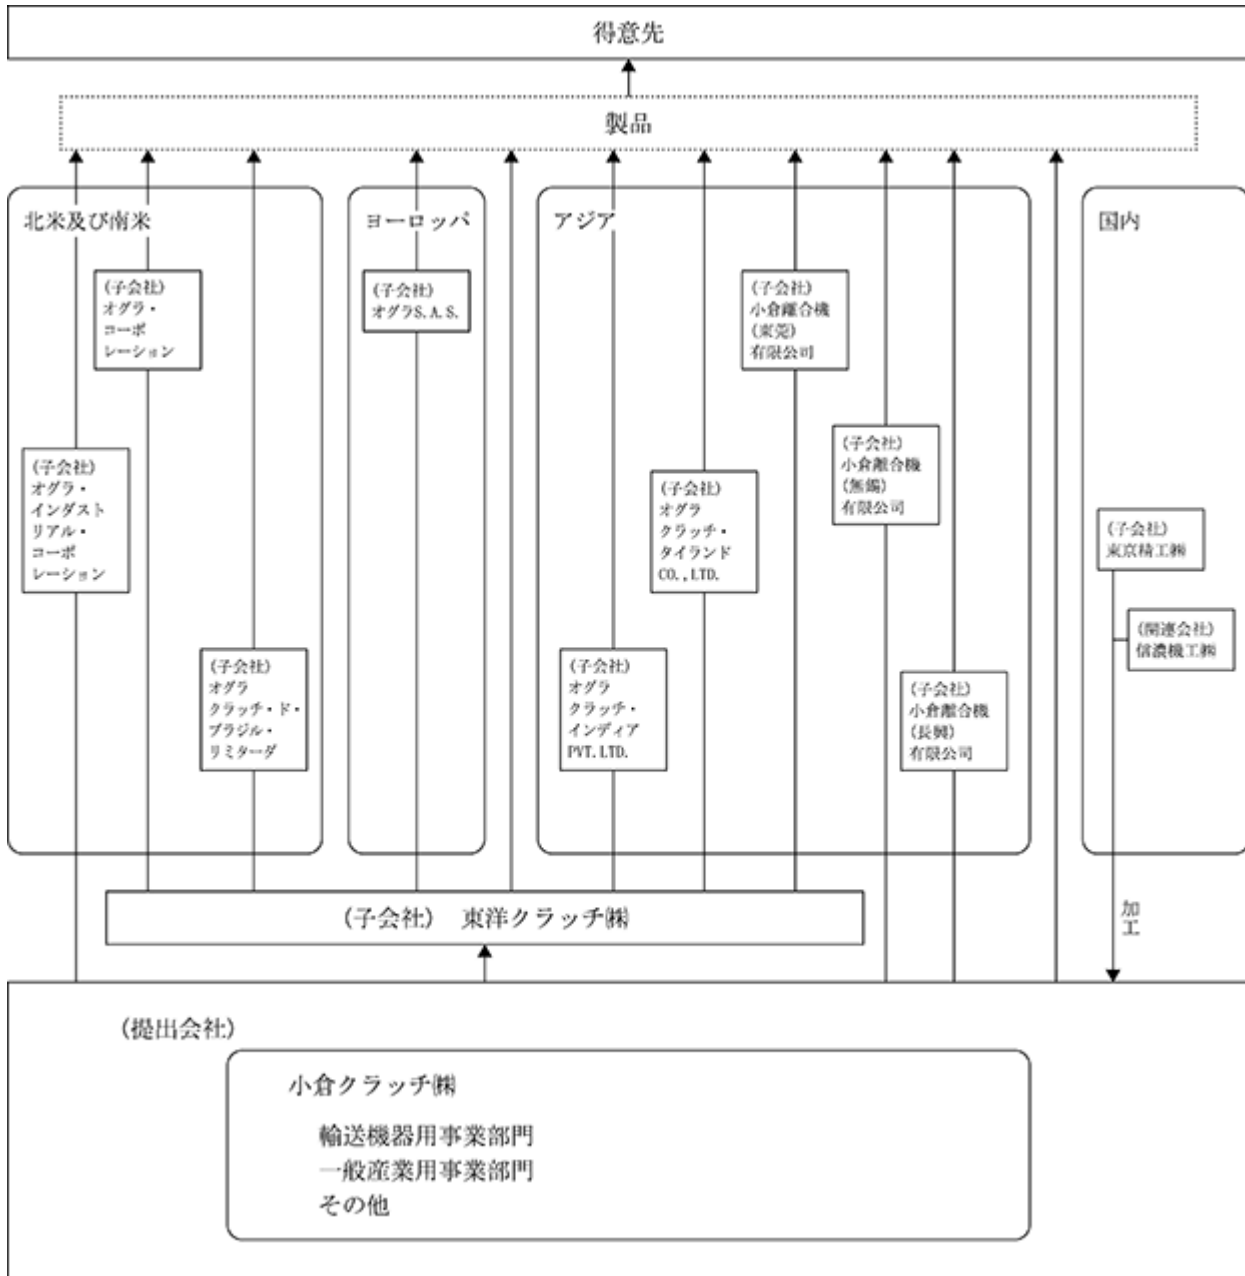 得意先
製品
北米及び南米
(子会社)
オグラ・
コーポ
レーション
(子会社)
オグラ・
インダスト
リアル・
コーポ
レーション
(子会社)
オグラ
クラッチ・ド・
ブラジル・
リミターダ
ヨーロッパ
(子会社)
オグラS.A.S.
アジア
(子会社)
小倉離合機
(東莞)
有限公司
(子会社)
小倉離合機
(無錫)
有限公司
(子会社)
オグラ
クラッチ・
タイランド
CO.,LTD.
(子会社)
オグラ
クラッチ・
インディア
PVT.LTD.
(子会社)
小倉離合機
(長興)
有限公司
国内
(子会社)
東京精工㈱
(関連会社)
信濃機工㈱
加工
(子会社) 東洋クラッチ㈱
(提出会社)
小倉クラッチ㈱
輸送機器用事業部門
一般産業用事業部門
その他